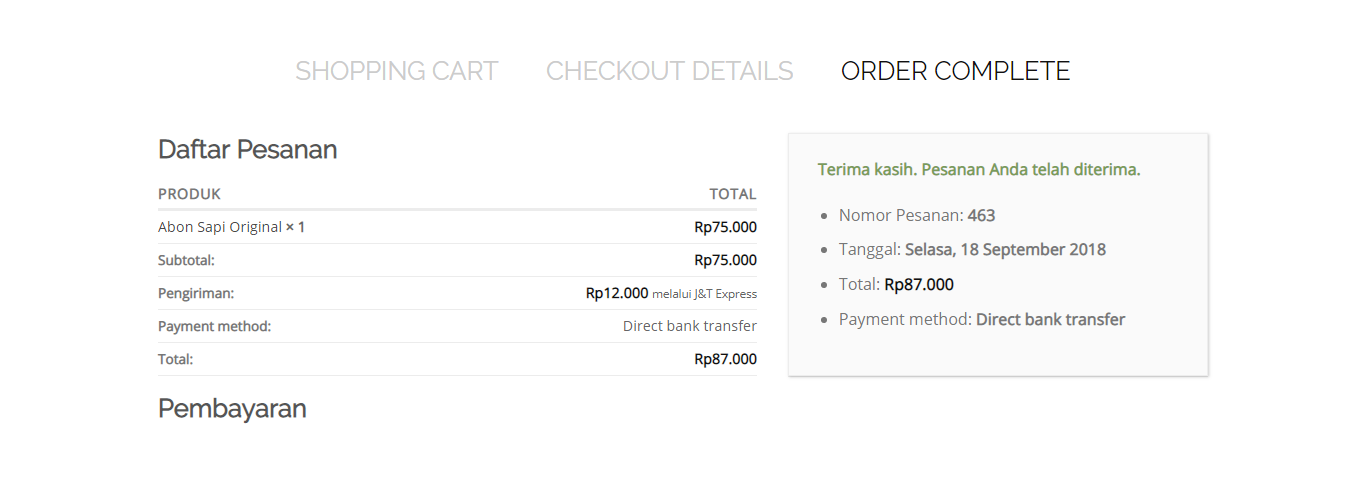 SHOPPING CART CHECKOUT DETAILS ORDER COMPLETE
Daftar Pesanan
PRODUK TOTAL
Abon Sapi Original × 1 Rp75.000
Subtotal: Rp75.000
Pengiriman: Rp12.000 melalui J&T Express
Payment method: Direct bank transfer
Total: Rp87.000
Pembayaran
Terima kasih. Pesanan Anda telah diterima.
Nomor Pesanan: 463
Tanggal: Selasa, 18 September 2018
Total: Rp87.000
Payment method: Direct bank transfer